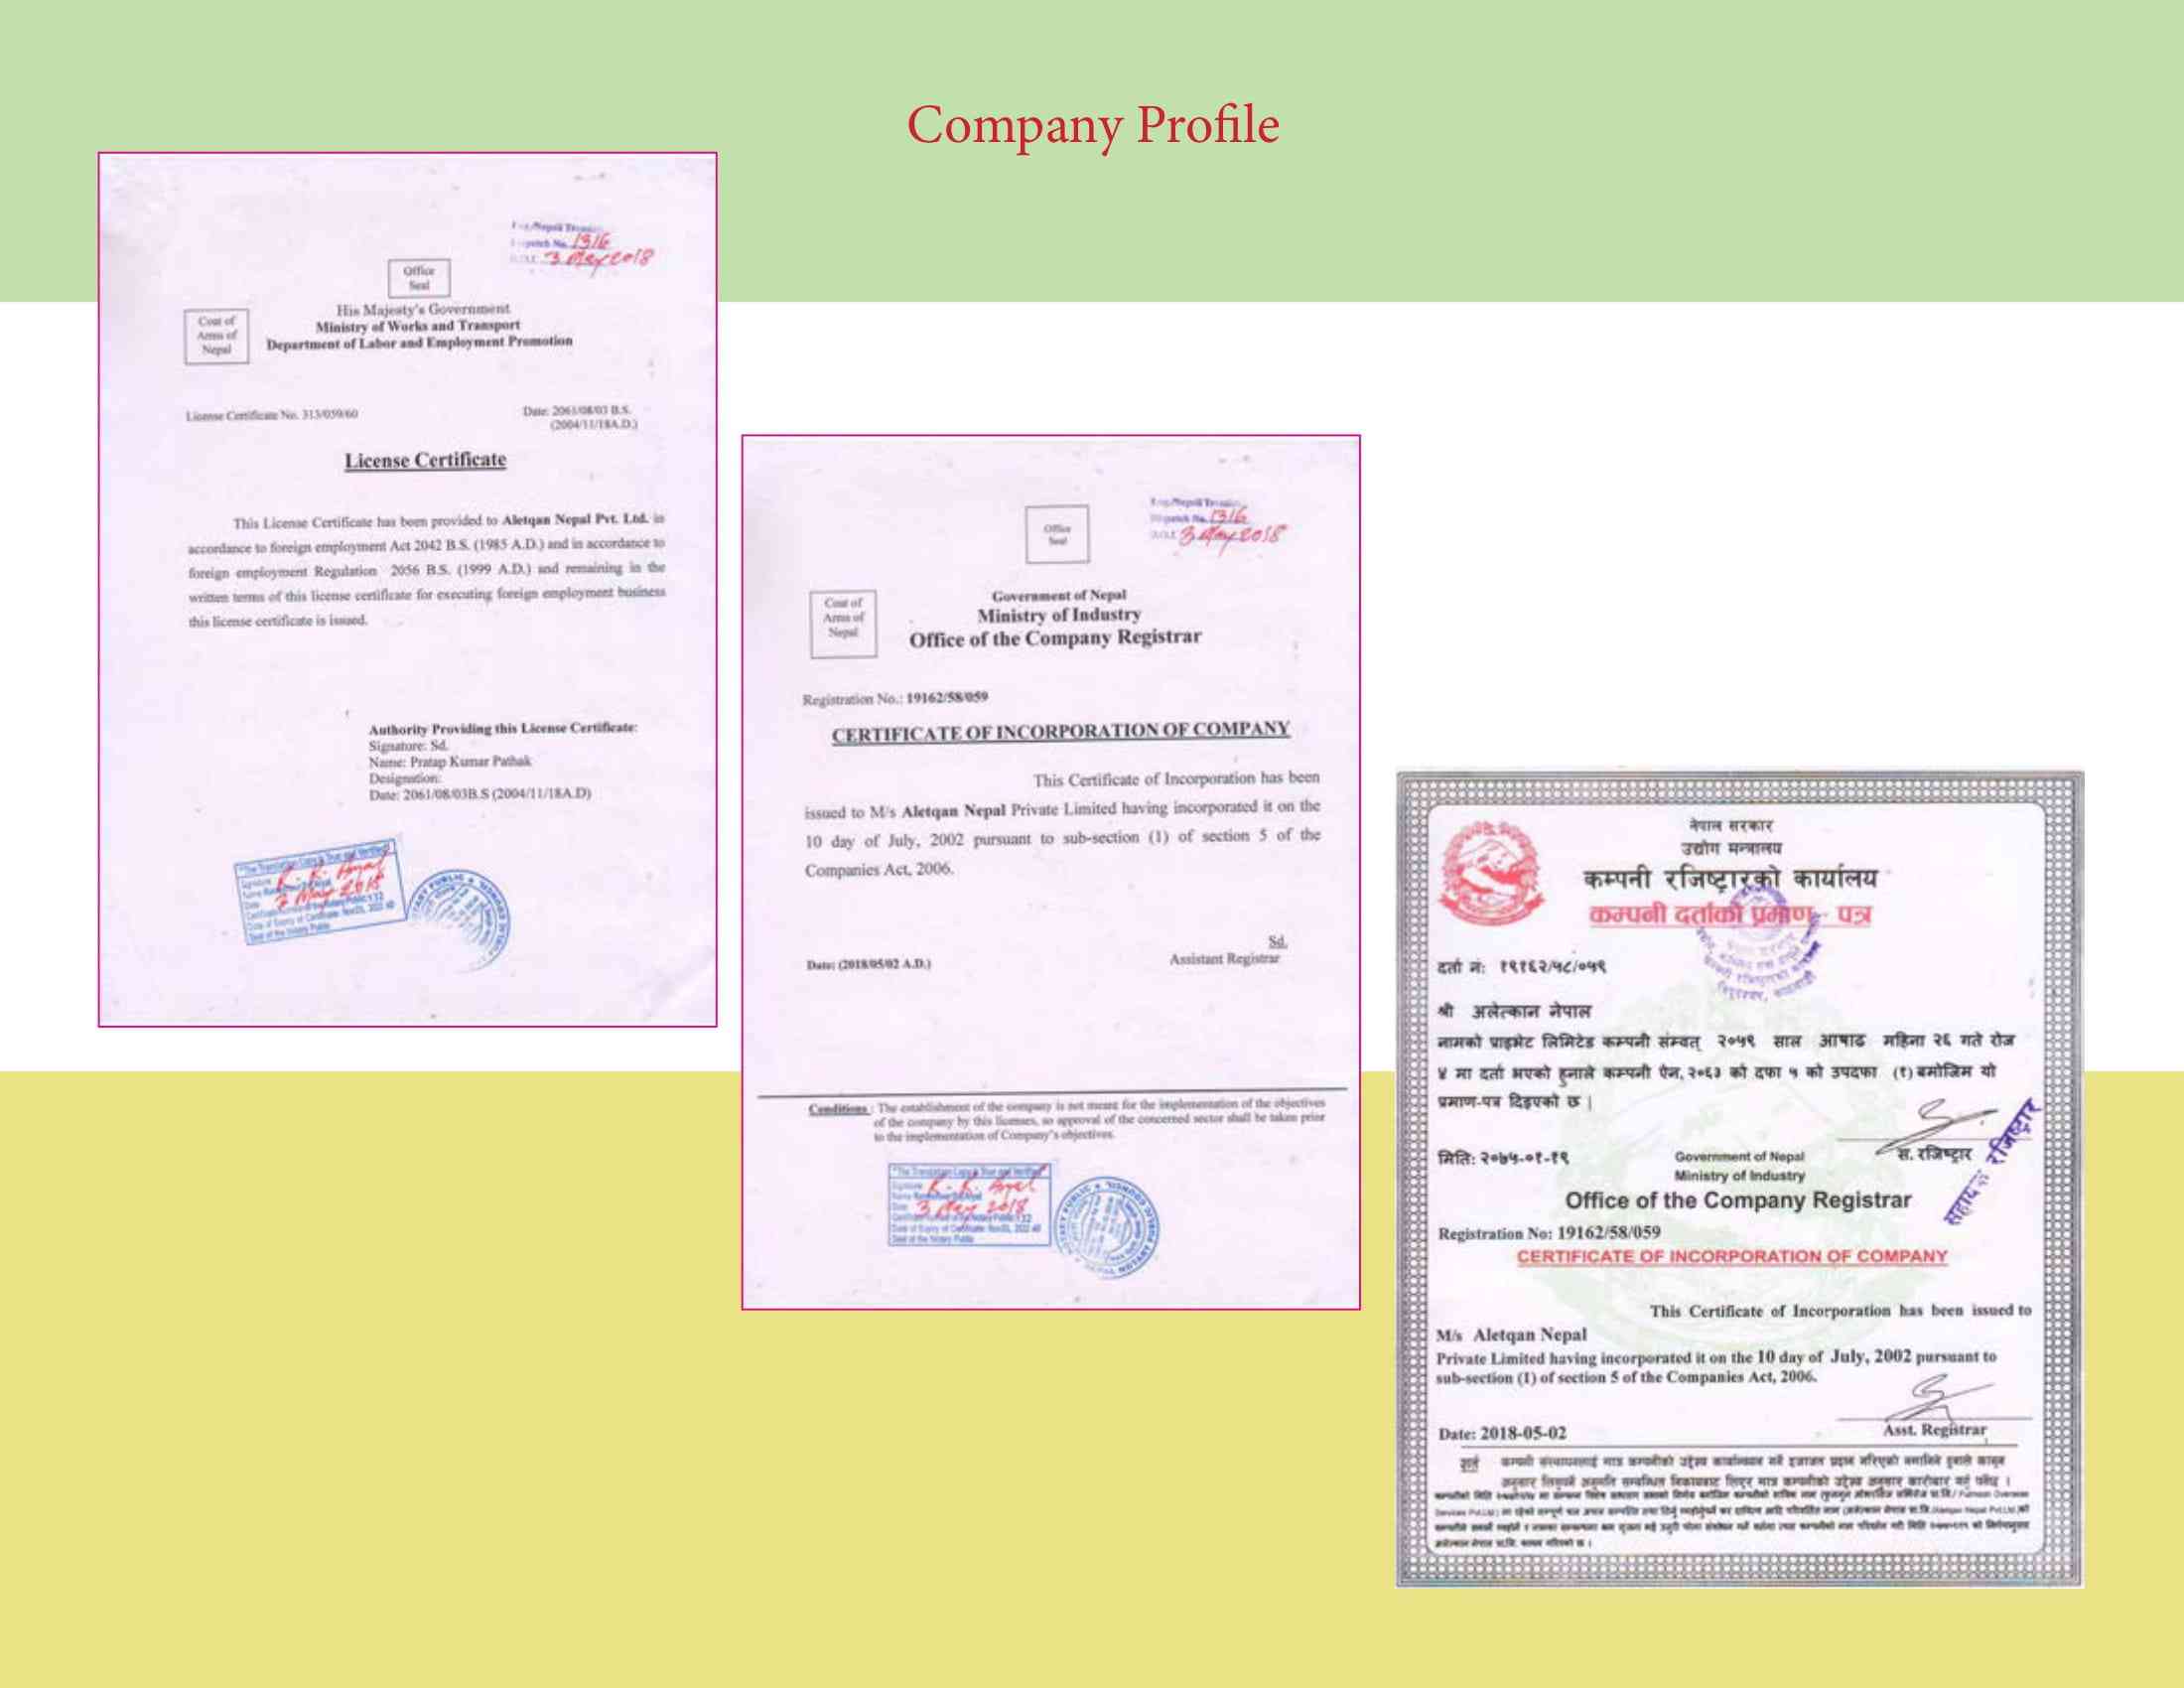 Company Profile
1316
3 May 2018
Office
Seal
Coat of
Arms of
Nepal
His Majesty's Government
Ministry of Works and Transport
Department of Labor and Employment Promotion
License Certificate No. 313/059/60
Date: 2061/08/03 B.S.
(2004/11/18A.D.)
License Certificate
This License Certificate has been provided to Aletqan Nepal Pvt. Ltd. in
accordance to foreign employment Act 2042 B.S. (1985 A.D.) and in accordance to
foreign employment Regulation 2056 B.S. (1999 A.D.) and remaining in the
written terms of this license certificate for executing foreign employment business
this license certificate is issued.
Authority Providing this License Certificate:
Signature: Sd.
Name: Pratap Kumar Pathak
Designation:
Date: 2061/08/03B.S (2004/11/18A.D)
1316
3 May 2018
Office
Seal
Coat of
Arms of
Nepal
Government of Nepal
Ministry of Industry
Office of the Company Registrar
Registration No.: 19162/58/059
CERTIFICATE OF INCORPORATION OF COMPANY
This Certificate of Incorporation has been
issued to M/s Aletqan Nepal Private Limited having incorporated it on the
10 day of July, 2002 pursuant to sub-section (1) of section 5 of the
Companies Act, 2006.
Sd.
Date: (2018/05/02 A.D.)
Assistant Registrar
Conditions : The establishment of the company is not meant for the implementation of the objectives
of the company by this licenses, so approval of the concerned sector shall be taken prior
to the implementation of Company's objectives.
3 May 2018
नेपाल सरकार
उद्योग मन्त्रालय
कम्पनी रजिष्ट्रारको कार्यालय
कम्पनी दर्ताको प्रमाण - पत्र
दर्ता नं: १९१६२/५८/०५९
श्री अलेत्कान नेपाल
नामको प्राइभेट लिमिटेड कम्पनी संम्वत् २०५९ साल आषाढ महिना २६ गते रोज
४ मा दर्ता भएको हुनाले कम्पनी ऐन, २०६३ को दफा ५ को उपदफा (१) बमोजिम यो
प्रमाण-पत्र दिइएको छ |
मिति: २०७५-०१-१९
स. रजिष्ट्रार
Government of Nepal
Ministry of Industry
Office of the Company Registrar
Registration No: 19162/58/059
CERTIFICATE OF INCORPORATION OF COMPANY
This Certificate of Incorporation has been issued to
M/s Aletqan Nepal
Private Limited having incorporated it on the 10 day of July, 2002 pursuant to
sub-section (1) of section 5 of the Companies Act, 2006.
Date: 2018-05-02
Asst. Registrar